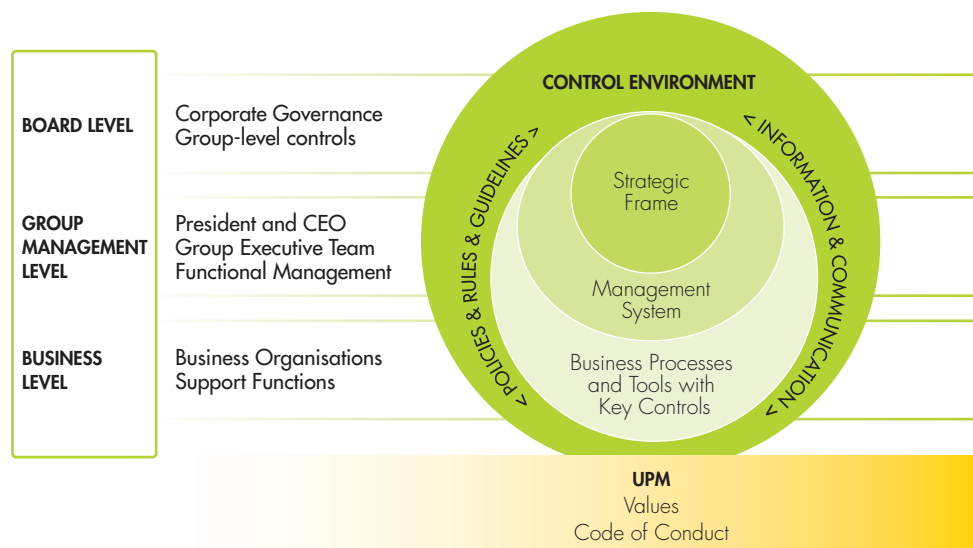 BOARD LEVEL
Corporate Governance
Group-level controls
GROUP
MANAGEMENT
LEVEL
President and CEO
Group Executive Team
Functional Management
BUSINESS
LEVEL
Business Organisations
Support Functions
CONTROL ENVIRONMENT
< POLICIES & RULES & GUIDELINES >
< INFORMATION & COMMUNICATION >
Strategic
Frame
Management
System
Business Processes
and Tools with
Key Controls
UPM
Values
Code of Conduct